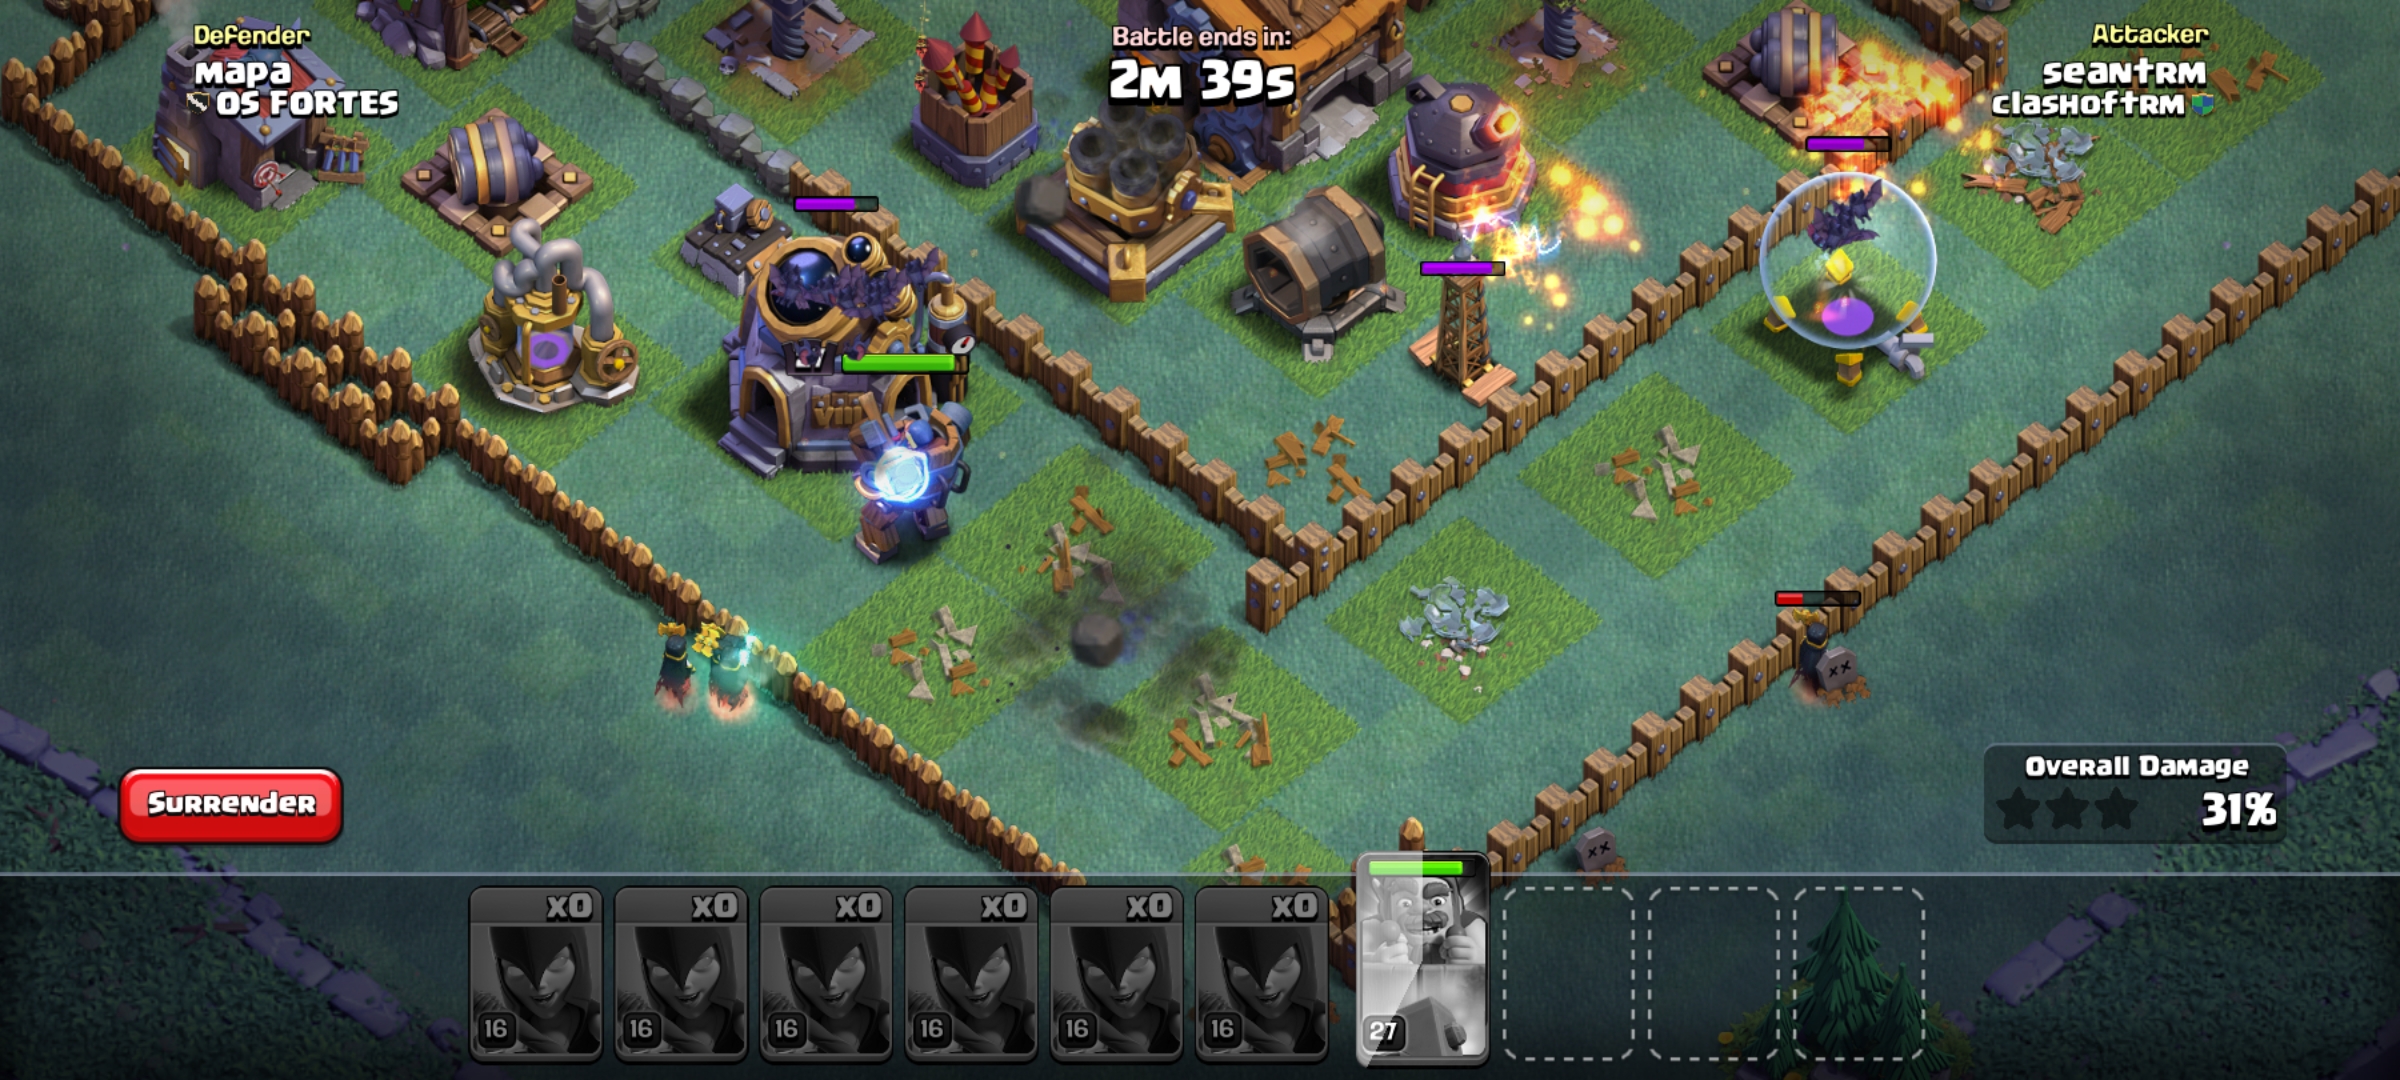 Defender
mapa
OS FORTES
Battle ends in:
2M 39S
Attacker
seantrm
clashoftrm
27
Surrender
Overall Damage
31%
x0 x0 x0 x0 x0 x0
16 16 16 16 16 16 27